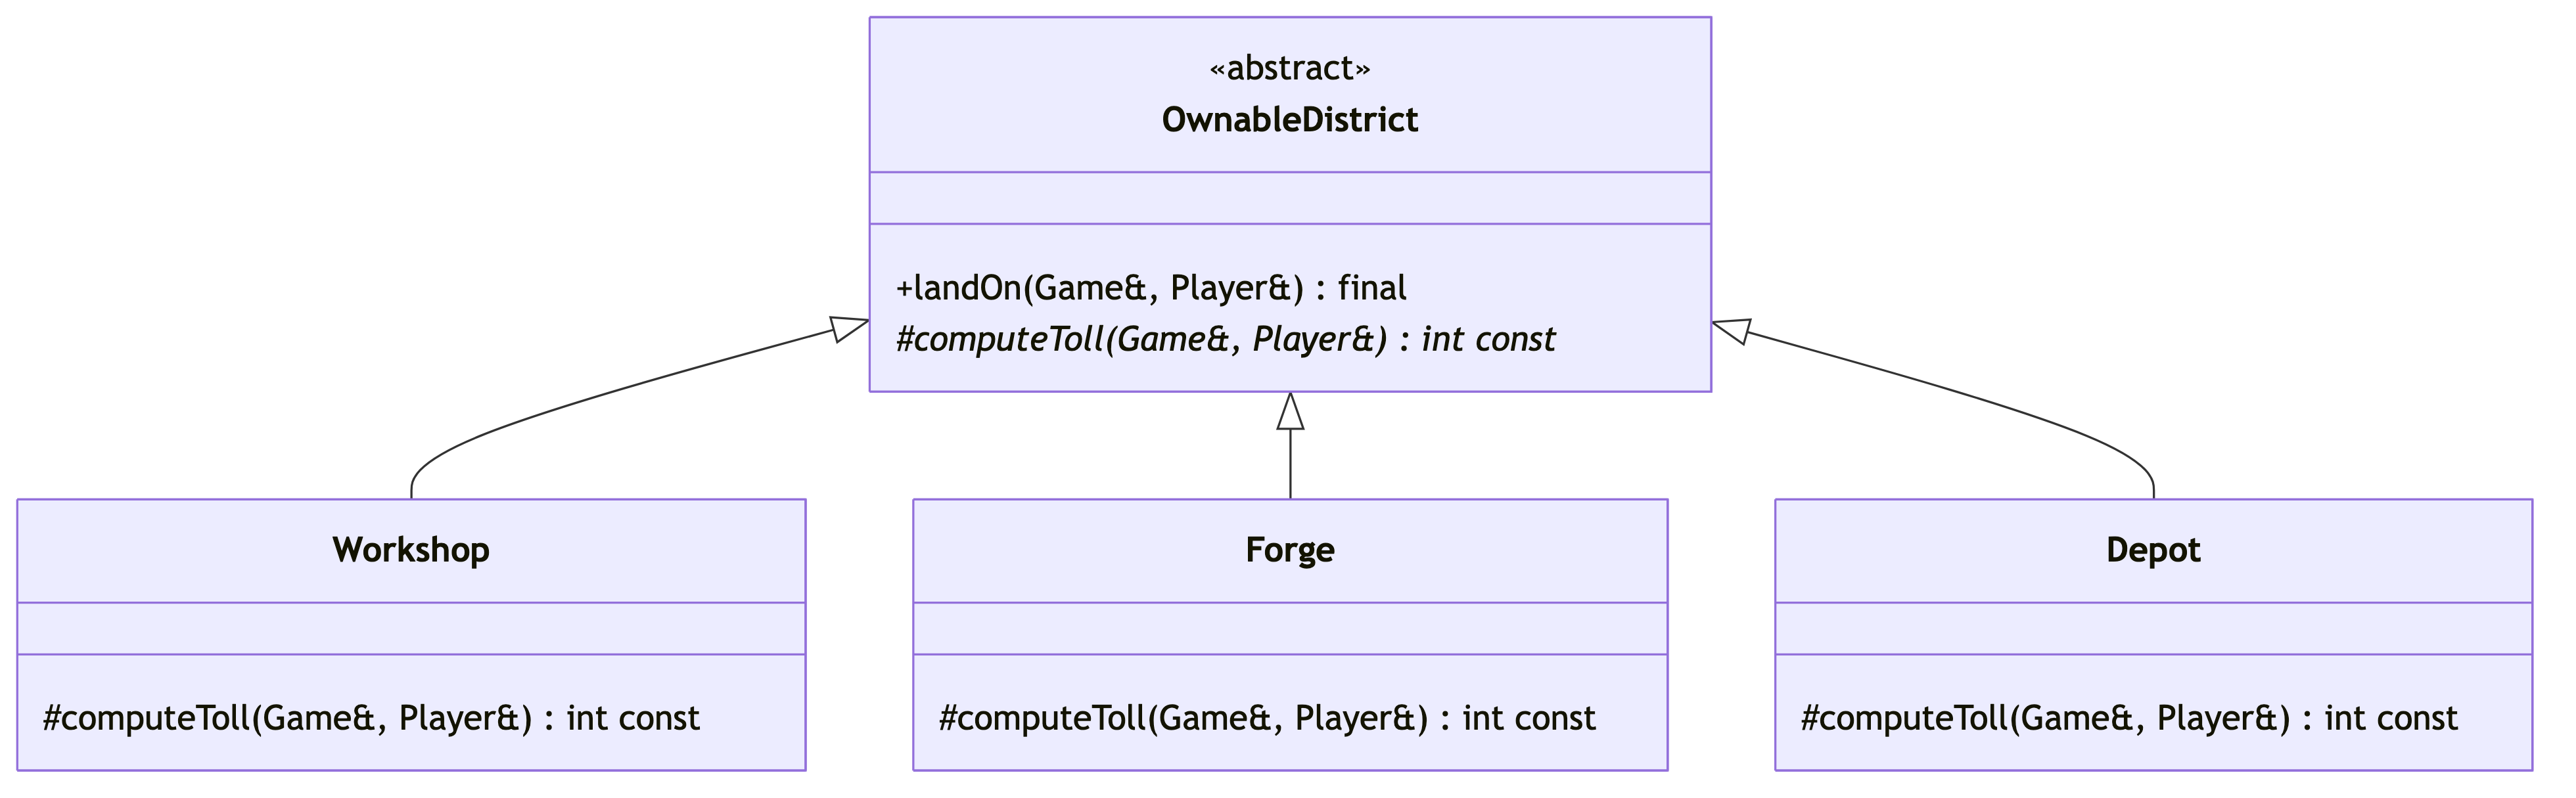 «abstract»
OwnableDistrict
+landOn(Game&, Player&) : final
#computeToll(Game&, Player&) : int const
Workshop
#computeToll(Game&, Player&) : int const
Forge
#computeToll(Game&, Player&) : int const
Depot
#computeToll(Game&, Player&) : int const